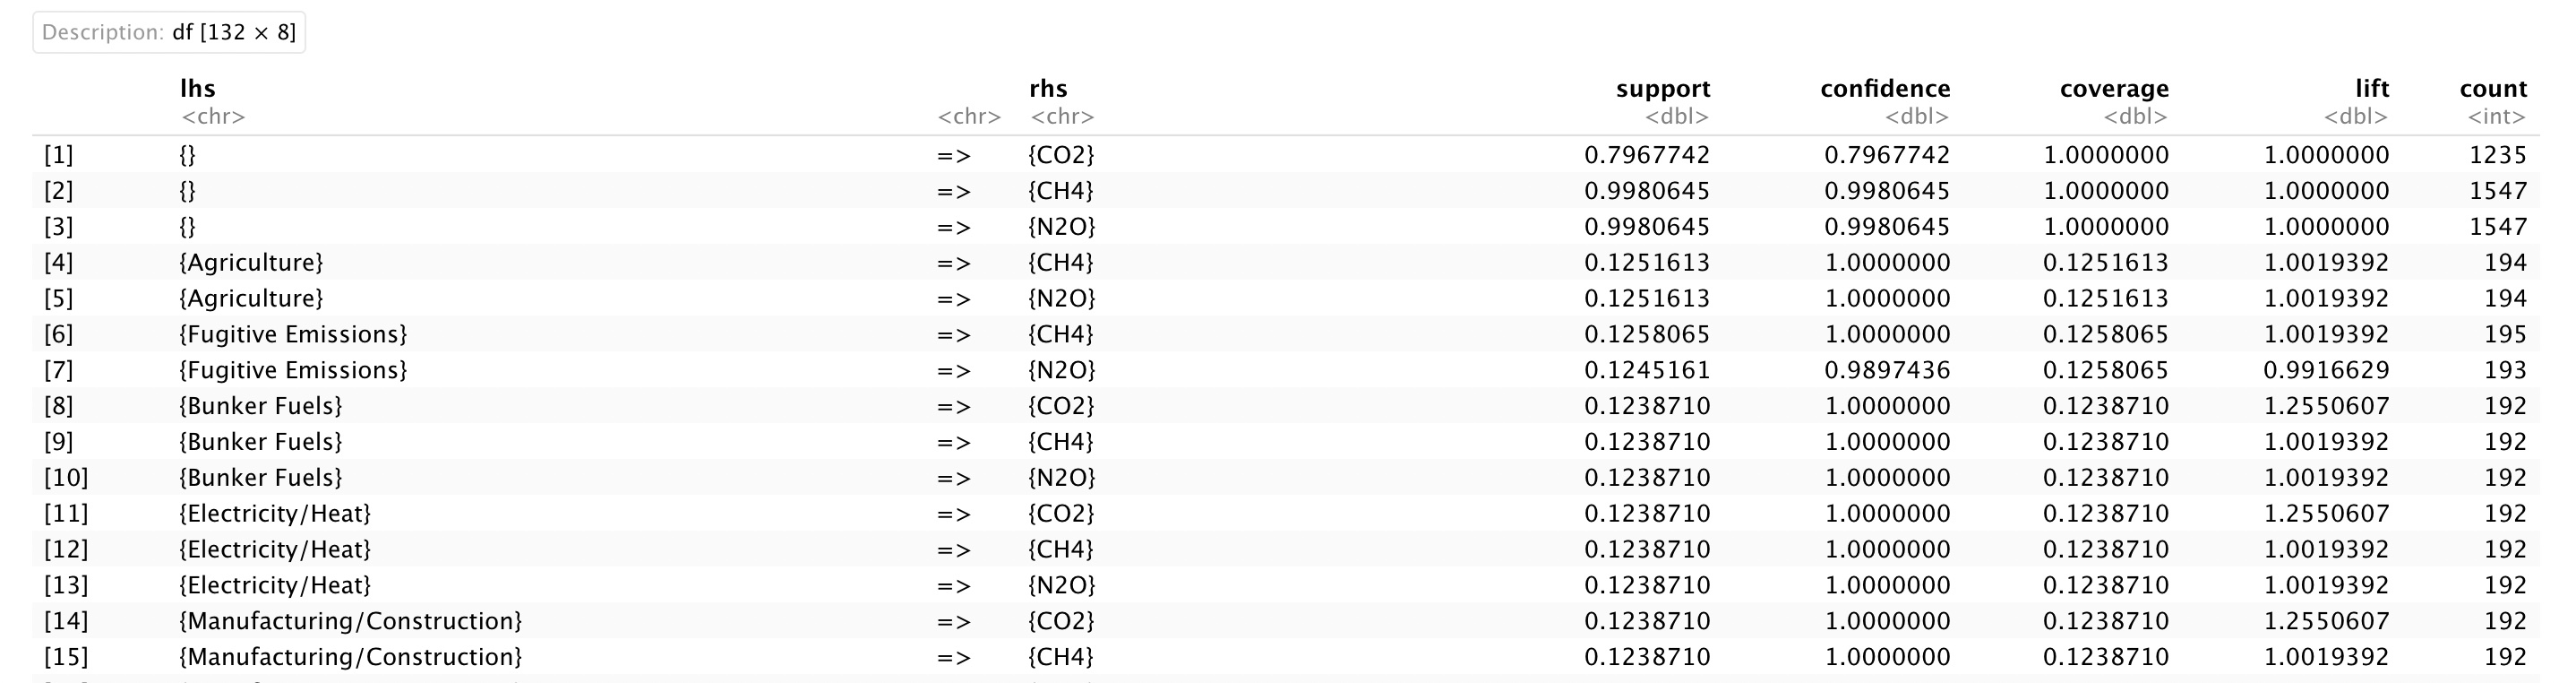 Description: df [132 × 8]
lhs rhs support confidence coverage lift count
<chr> <chr> <chr> <dbl> <dbl> <dbl> <dbl> <int>
[1] {} => {CO2} 0.7967742 0.7967742 1.0000000 1.0000000 1235
[2] {} => {CH4} 0.9980645 0.9980645 1.0000000 1.0000000 1547
[3] {} => {N2O} 0.9980645 0.9980645 1.0000000 1.0000000 1547
[4] {Agriculture} => {CH4} 0.1251613 1.0000000 0.1251613 1.0019392 194
[5] {Agriculture} => {N2O} 0.1251613 1.0000000 0.1251613 1.0019392 194
[6] {Fugitive Emissions} => {CH4} 0.1258065 1.0000000 0.1258065 1.0019392 195
[7] {Fugitive Emissions} => {N2O} 0.1245161 0.9897436 0.1258065 0.9916629 193
[8] {Bunker Fuels} => {CO2} 0.1238710 1.0000000 0.1238710 1.2550607 192
[9] {Bunker Fuels} => {CH4} 0.1238710 1.0000000 0.1238710 1.0019392 192
[10] {Bunker Fuels} => {N2O} 0.1238710 1.0000000 0.1238710 1.0019392 192
[11] {Electricity/Heat} => {CO2} 0.1238710 1.0000000 0.1238710 1.2550607 192
[12] {Electricity/Heat} => {CH4} 0.1238710 1.0000000 0.1238710 1.0019392 192
[13] {Electricity/Heat} => {N2O} 0.1238710 1.0000000 0.1238710 1.0019392 192
[14] {Manufacturing/Construction} => {CO2} 0.1238710 1.0000000 0.1238710 1.2550607 192
[15] {Manufacturing/Construction} => {CH4} 0.1238710 1.0000000 0.1238710 1.0019392 192